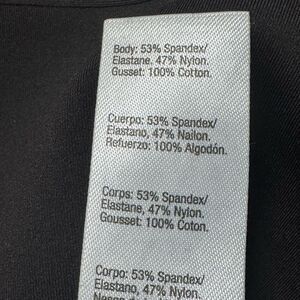 Body: 53% Spandex/
Elastane, 47% Nylon.
Gusset: 100% Cotton.
Cuerpo: 53% Spandex/
Elastano, 47% Nailon.
Refuerzo: 100% Algodón.
Corps: 53% Spandex/
Elastane, 47% Nylon.
Gousset: 100% Coton.
Corpo: 53% Spandex/
Elastano, 47% Nylon.